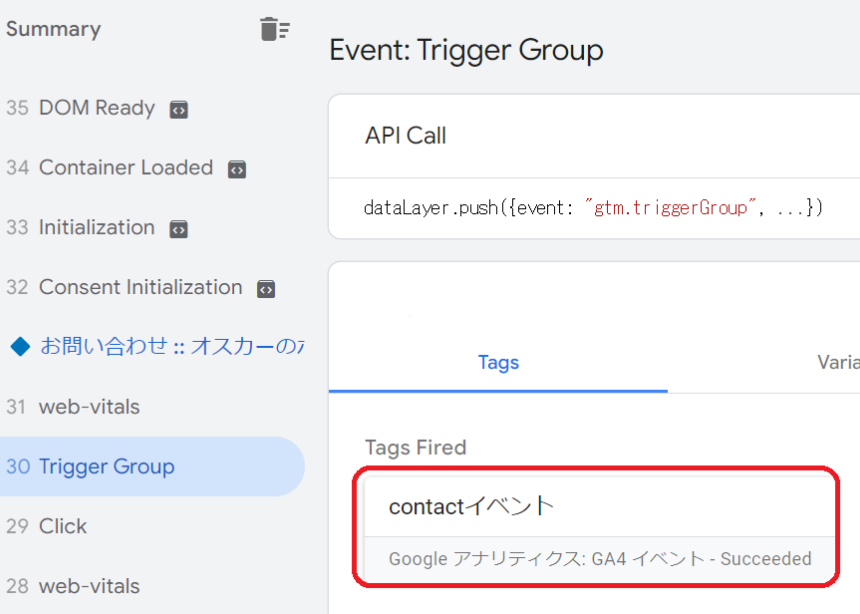 Summary
35 DOM Ready
34 Container Loaded
33 Initialization
32 Consent Initialization
お問い合わせ :: オスカーの
31 web-vitals
30 Trigger Group
29 Click
28 web-vitals
Event: Trigger Group
API Call
dataLayer.push({event: "gtm.triggerGroup", ...})
Tags
Varia
Tags Fired
contactイベント
Google アナリティクス: GA4 イベント - Succeeded